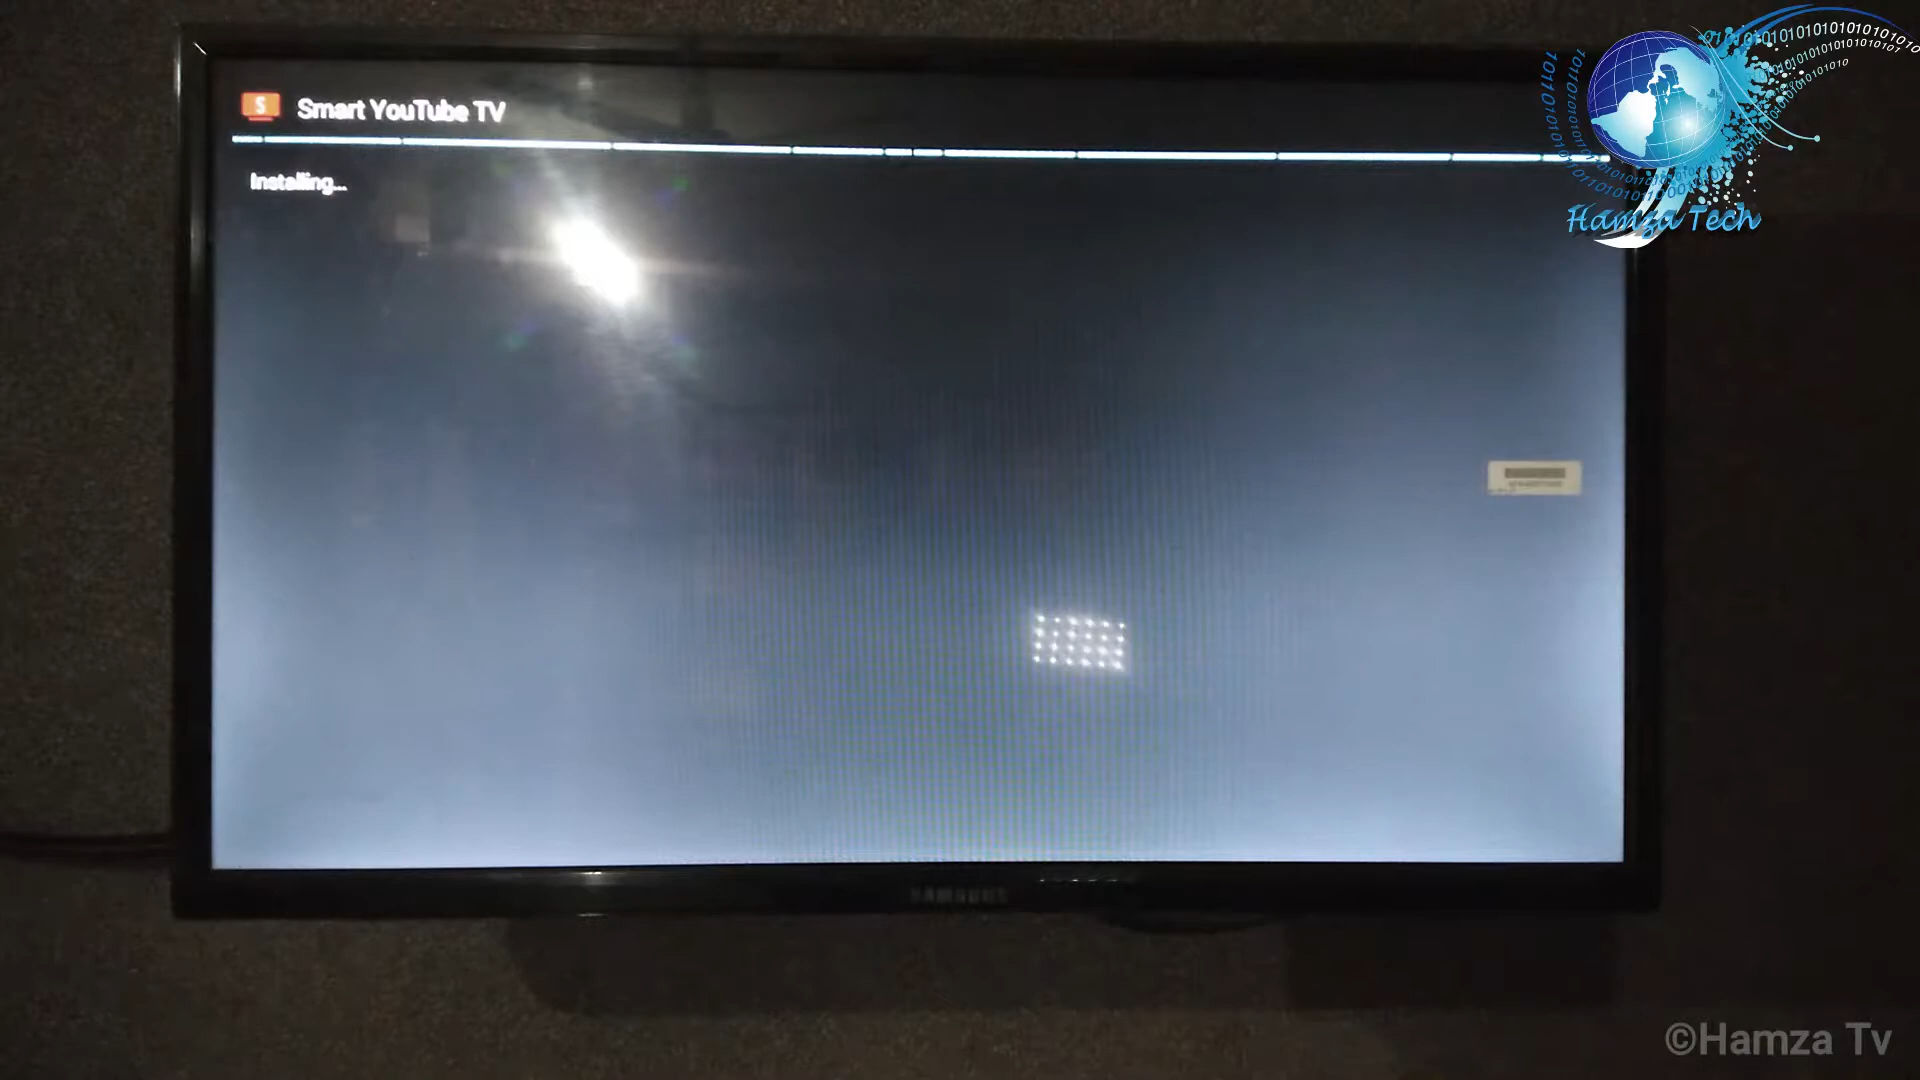 Smart YouTube TV
Installing...
Hamza Tech
SAMSUNG
©Hamza Tv